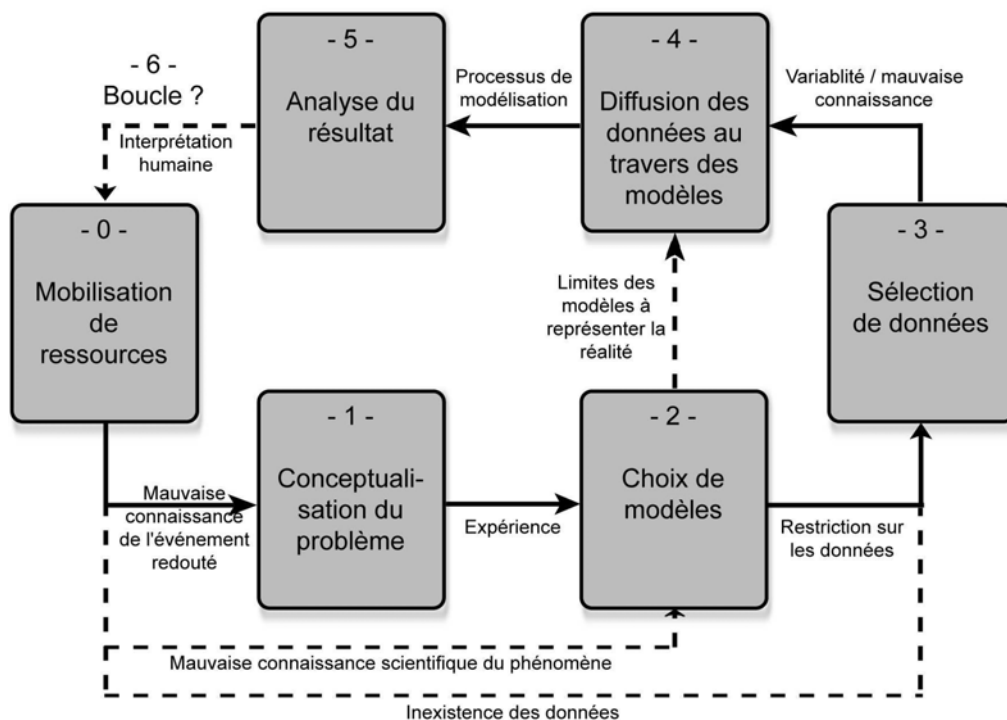 - 6 -
Boucle ?
Interprétation
humaine
- 5 -
Analyse du
résultat
Processus de
modélisation
- 4 -
Diffusion des
données au
travers des
modèles
Variablité / mauvaise
connaissance
- 0 -
Mobilisation
de
ressources
Limites des
modèles à
représenter la
réalité
- 3 -
Sélection
de données
Mauvaise
connaissance
de l'événement
redouté
- 1 -
Conceptuali-
sation du
problème
Expérience
- 2 -
Choix de
modèles
Restriction sur
les données
Mauvaise connaissance scientifique du phénomène
Inexistence des données